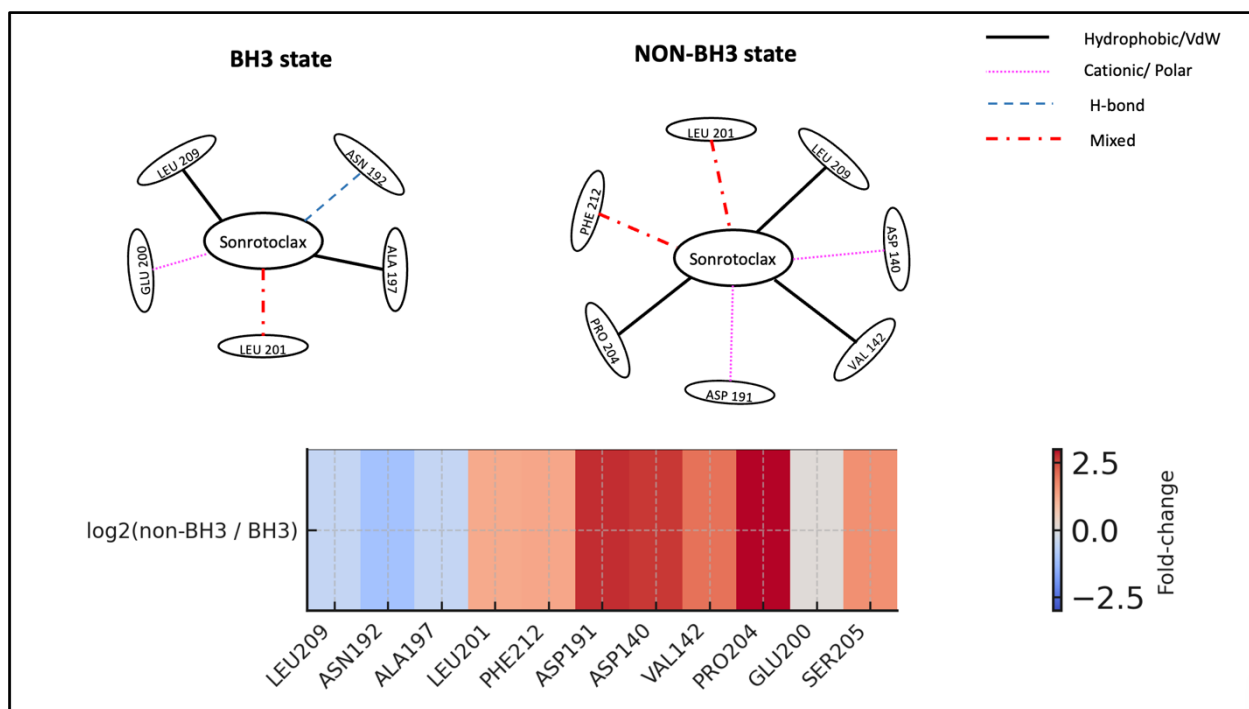 BH3 state
NON-BH3 state
Hydrophobic/VdW
Cationic/ Polar
H-bond
Mixed
LEU 209
ASN 192
GLU 200
Sonrotoclax
ALA 197
LEU 201
LEU 201
LEU 209
PHE 212
ASP 140
Sonrotoclax
PRO 204
VAL 142
ASP 191
log2(non-BH3 / BH3)
LEU209
ASN192
ALA197
LEU201
PHE212
ASP191
ASP140
VAL142
PRO204
GLU200
SER205
2.5
0.0
−2.5
Fold-change